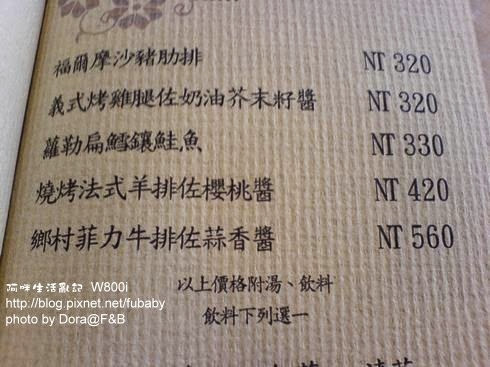 福爾摩沙豬肋排 NT 320
義式烤雞腿佐奶油芥末籽醬 NT 320
蘿勒扁鱈鑲鮭魚 NT 330
燒烤法式羊排佐櫻桃醬 NT 420
鄉村菲力牛排佐蒜香醬 NT 560
以上價格附湯、飲料
飲料下列選一
阿咪生活亂記 W800i
http://blog.pixnet.net/fubaby
photo by Dora@F&B